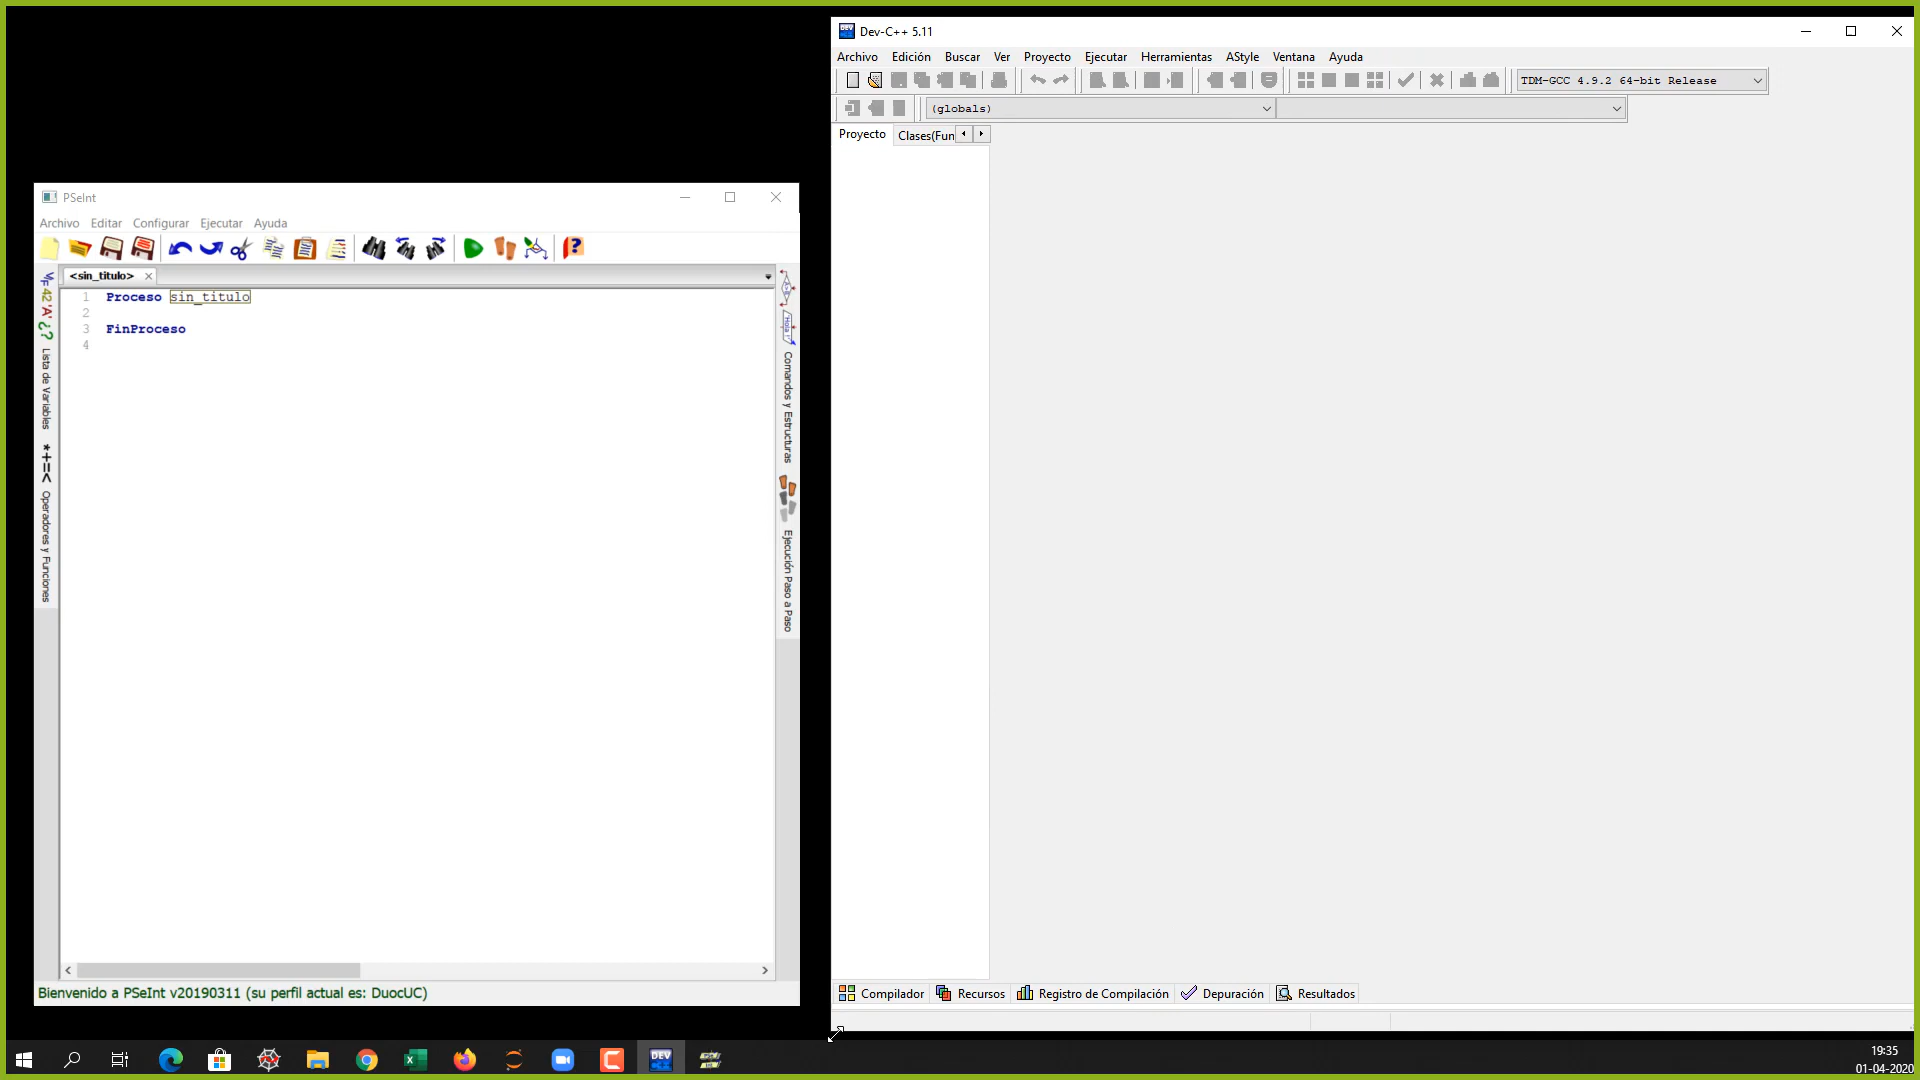 Dev-C++ 5.11
Archivo Edición Buscar Ver Proyecto Ejecutar Herramientas AStyle Ventana Ayuda
TDM-GCC 4.9.2 64-bit Release
(globals)
Proyecto Clases(Fun
PSeInt
Archivo Editar Configurar Ejecutar Ayuda
<sin_titulo>
1 Proceso sin_titulo
2
3 FinProceso
4
Lista de Variables
Operadores y Funciones
Comandos y Estructuras
Ejecución Paso a Paso
Bienvenido a PSeInt v20190311 (su perfil actual es: DuocUC)
Compilador Recursos Registro de Compilación Depuración Resultados
DEV
19:35
01-04-2020